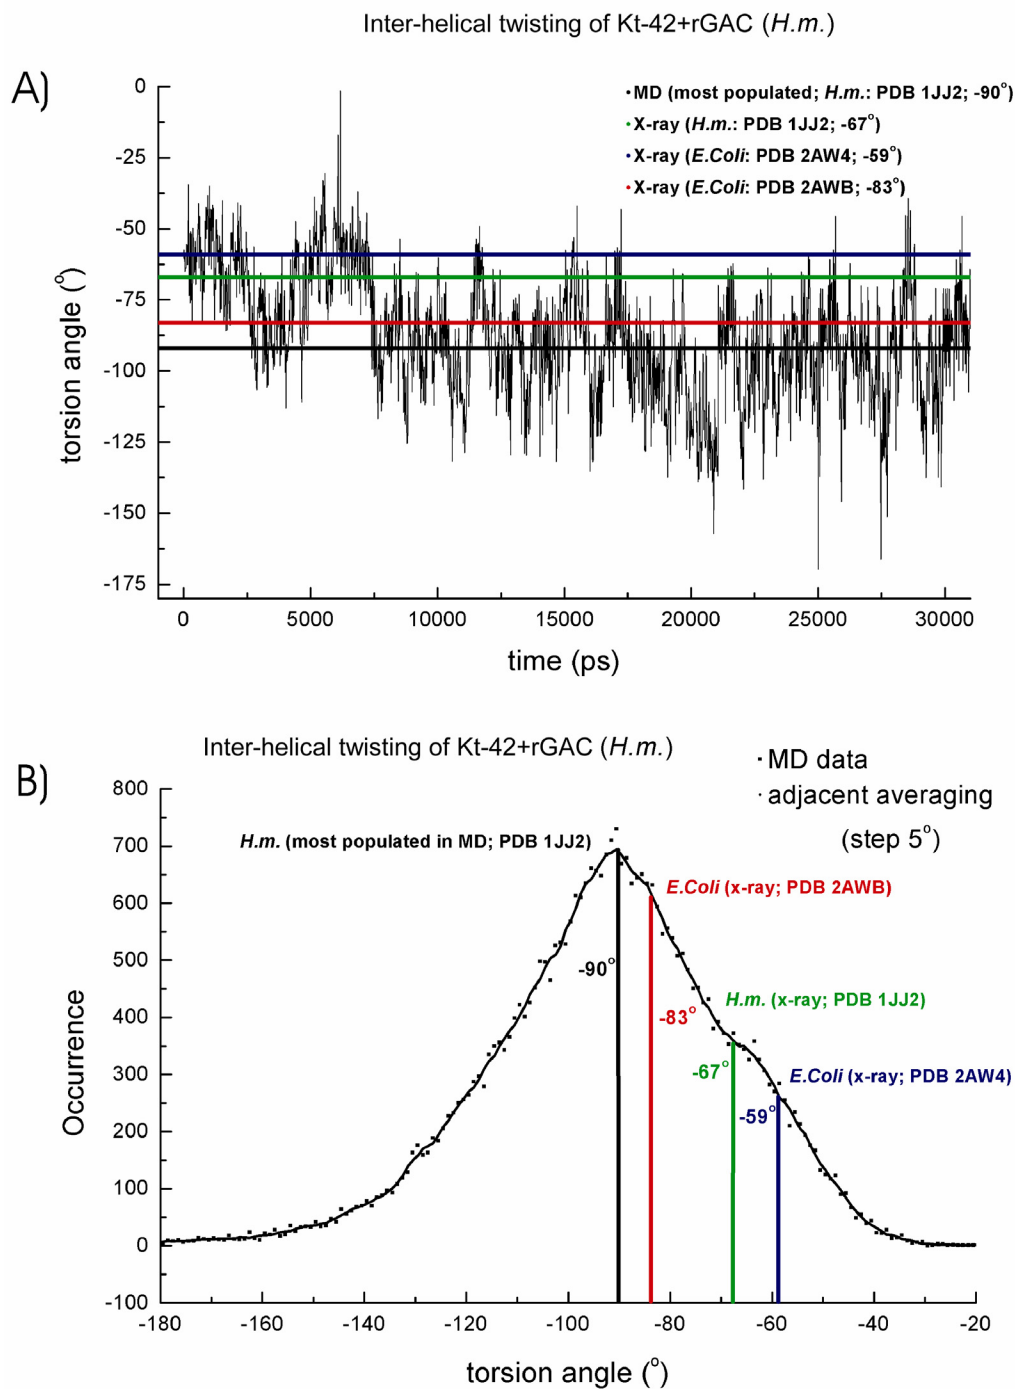 Inter-helical twisting of Kt-42+rGAC (H.m.)
A)
MD (most populated; H.m.: PDB 1JJ2; -90°)
X-ray (H.m.: PDB 1JJ2; -67°)
X-ray (E.Coli: PDB 2AW4; -59°)
X-ray (E.Coli: PDB 2AWB; -83°)
0
-25
-50
-75
-100
-125
-150
-175
torsion angle (°)
0 5000 10000 15000 20000 25000 30000
time (ps)
Inter-helical twisting of Kt-42+rGAC (H.m.)
B)
MD data
adjacent averaging
(step 5°)
800
700
600
500
400
300
200
100
0
-100
Occurrence
H.m. (most populated in MD; PDB 1JJ2)
E.Coli (x-ray; PDB 2AWB)
-90°
H.m. (x-ray; PDB 1JJ2)
-83°
-67°
E.Coli (x-ray; PDB 2AW4)
-59°
-180 -160 -140 -120 -100 -80 -60 -40 -20
torsion angle (°)